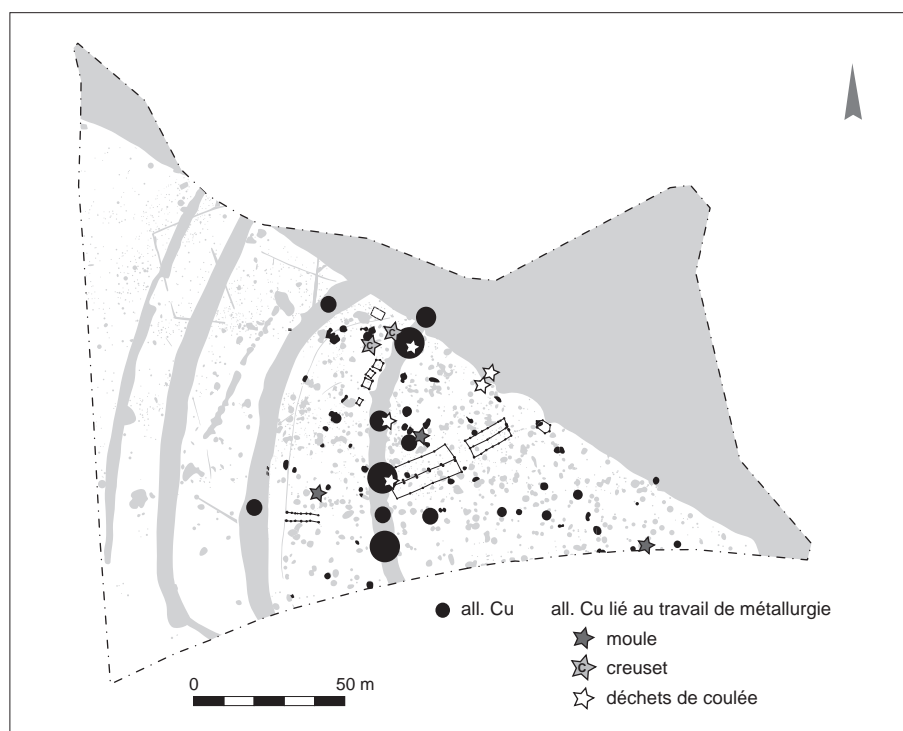 all. Cu all. Cu lié au travail de métallurgie
moule
C creuset
déchets de coulée
0 50 m
C
C